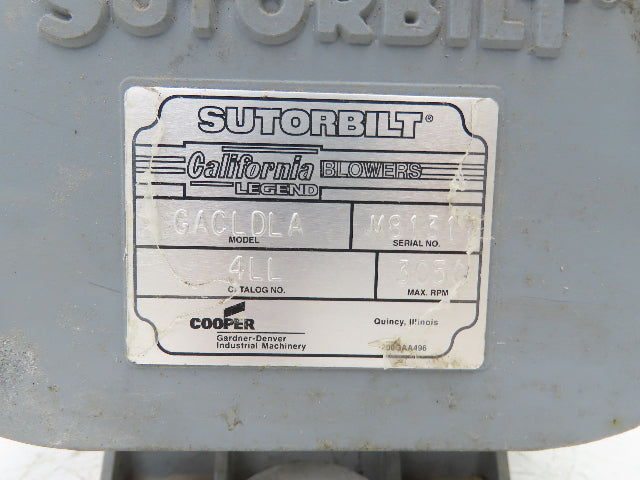 SUTORBILT®
SUTORBILT®
California BLOWERS
LEGEND
GACLDLA
MODEL
SERIAL NO.
4LL
CATALOG NO.
MAX. RPM
COOPER
Quincy, Illinois
Gardner-Denver
Industrial Machinery